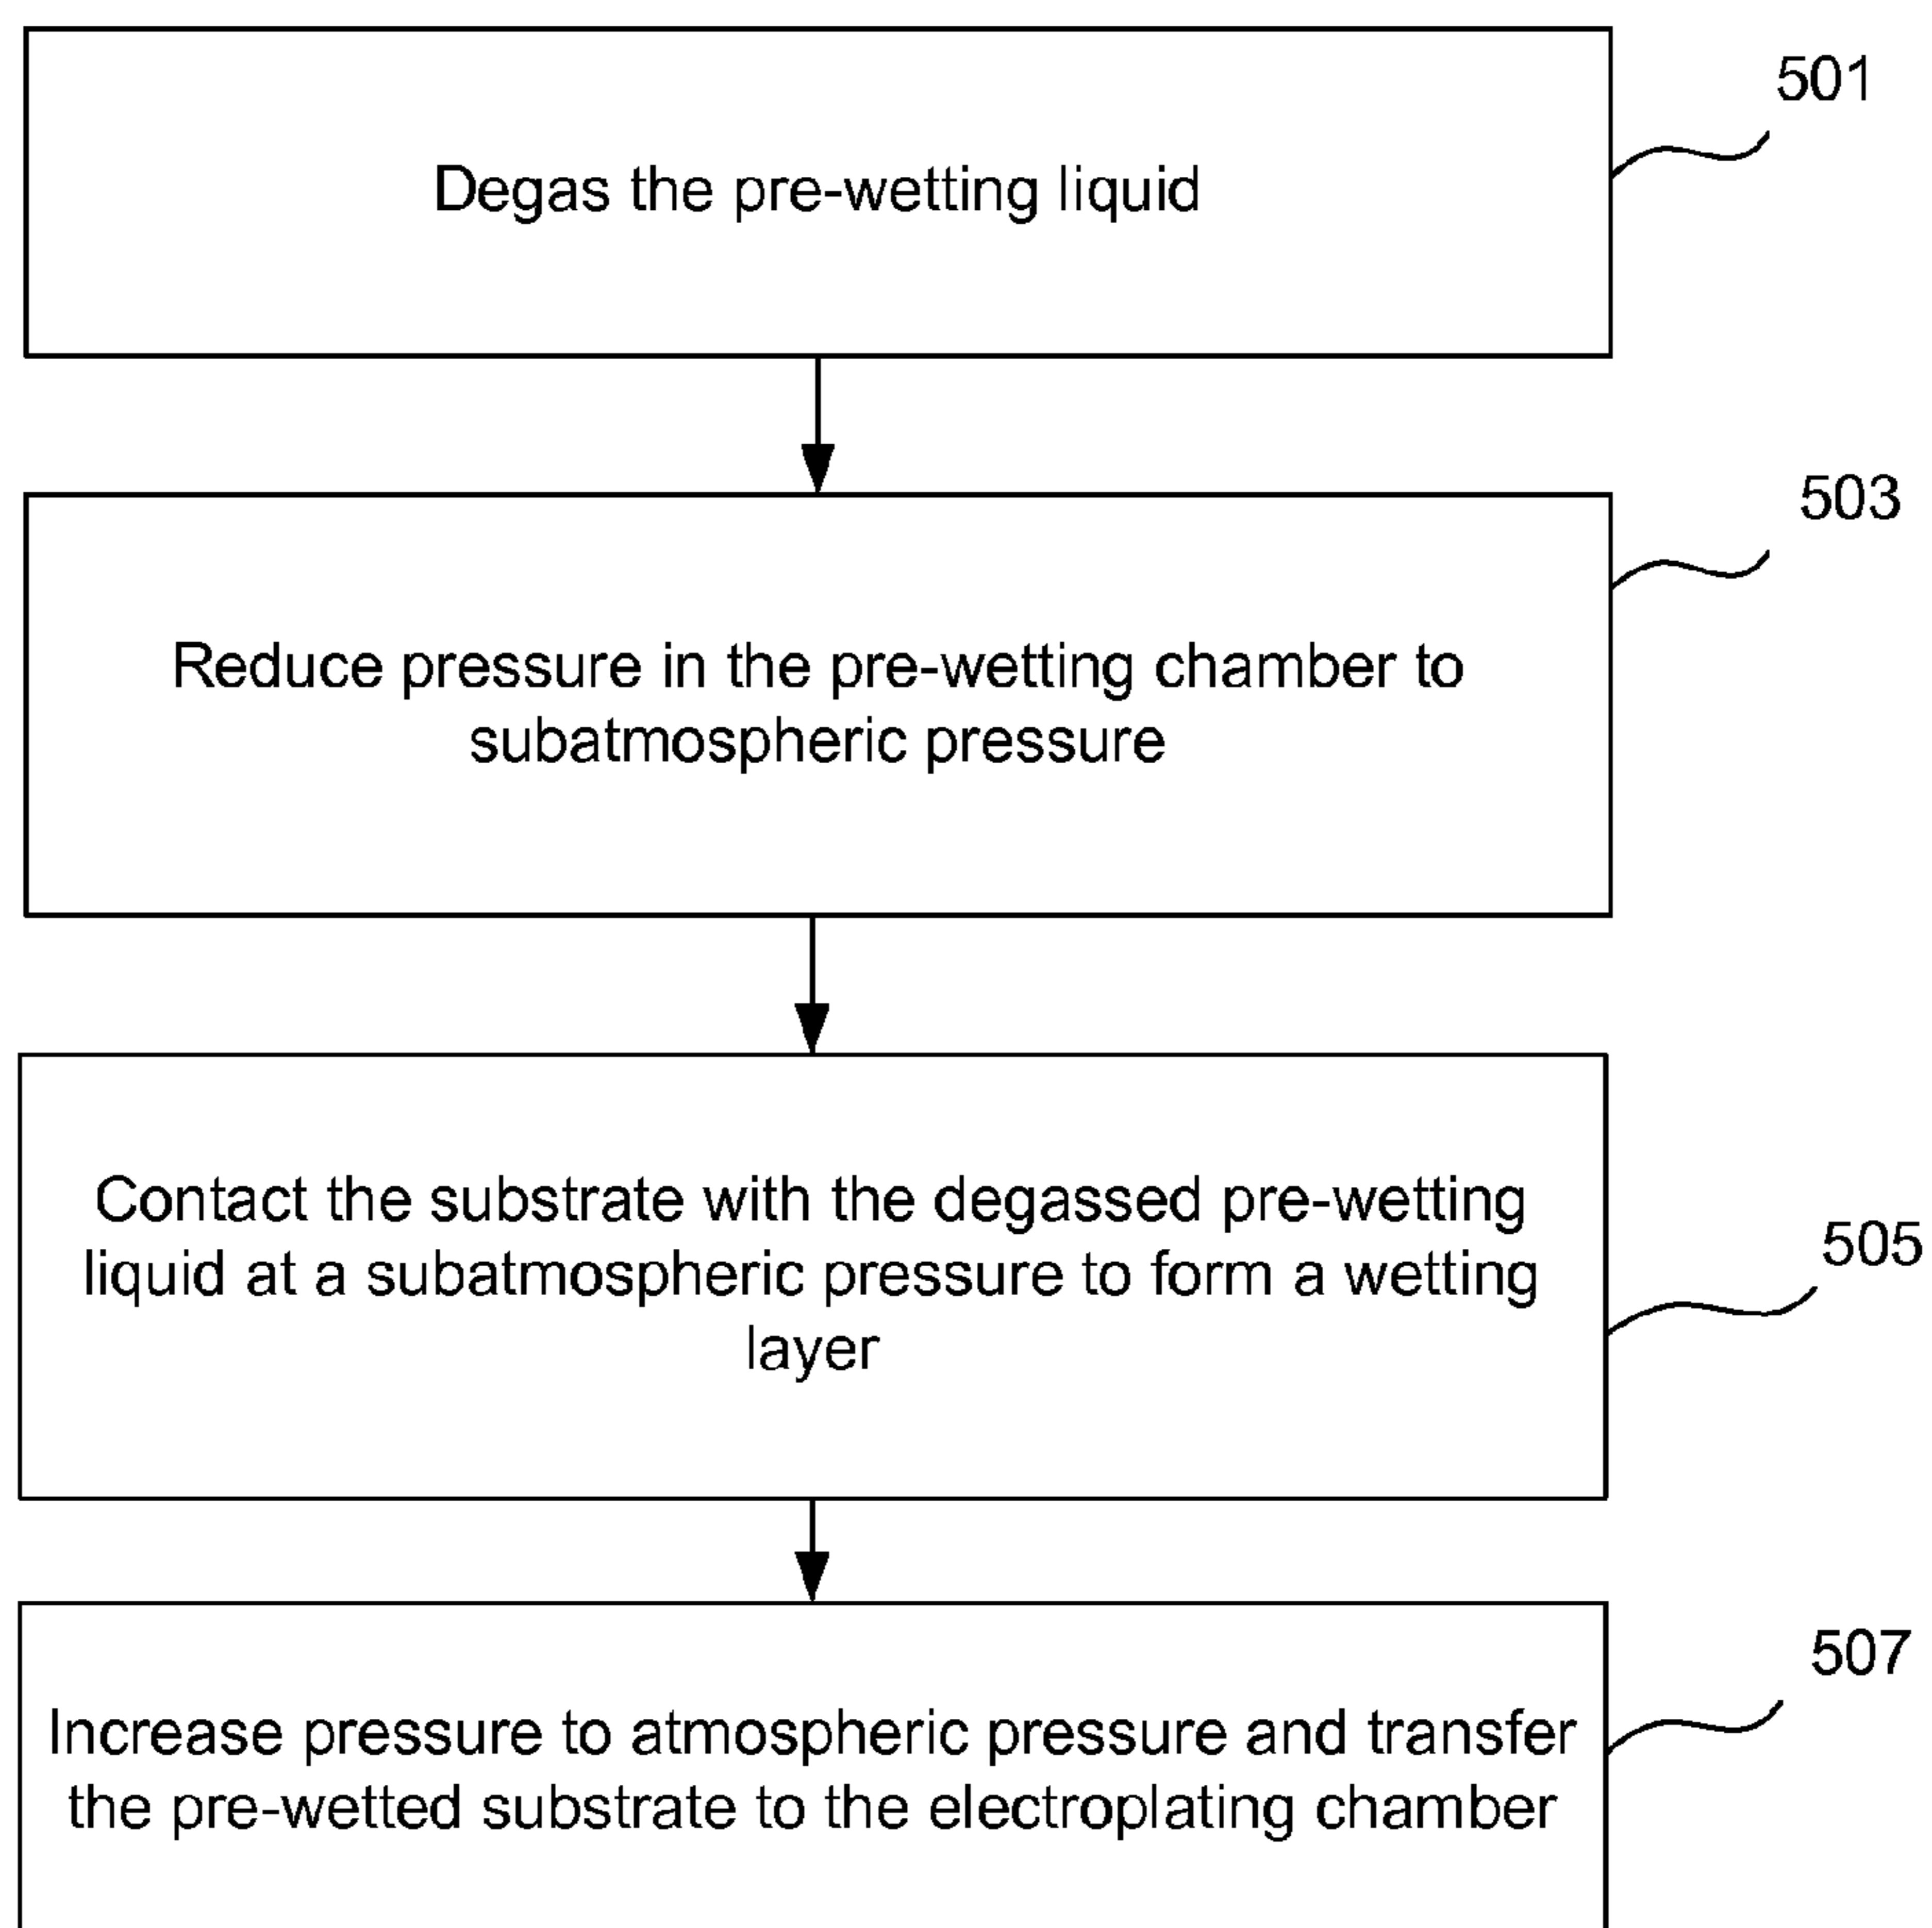 501
Degas the pre-wetting liquid
503
Reduce pressure in the pre-wetting chamber to
subatmospheric pressure
Contact the substrate with the degassed pre-wetting
505
liquid at a subatmospheric pressure to form a wetting
layer
507
Increase pressure to atmospheric pressure and transfer
the pre-wetted substrate to the electroplating chamber